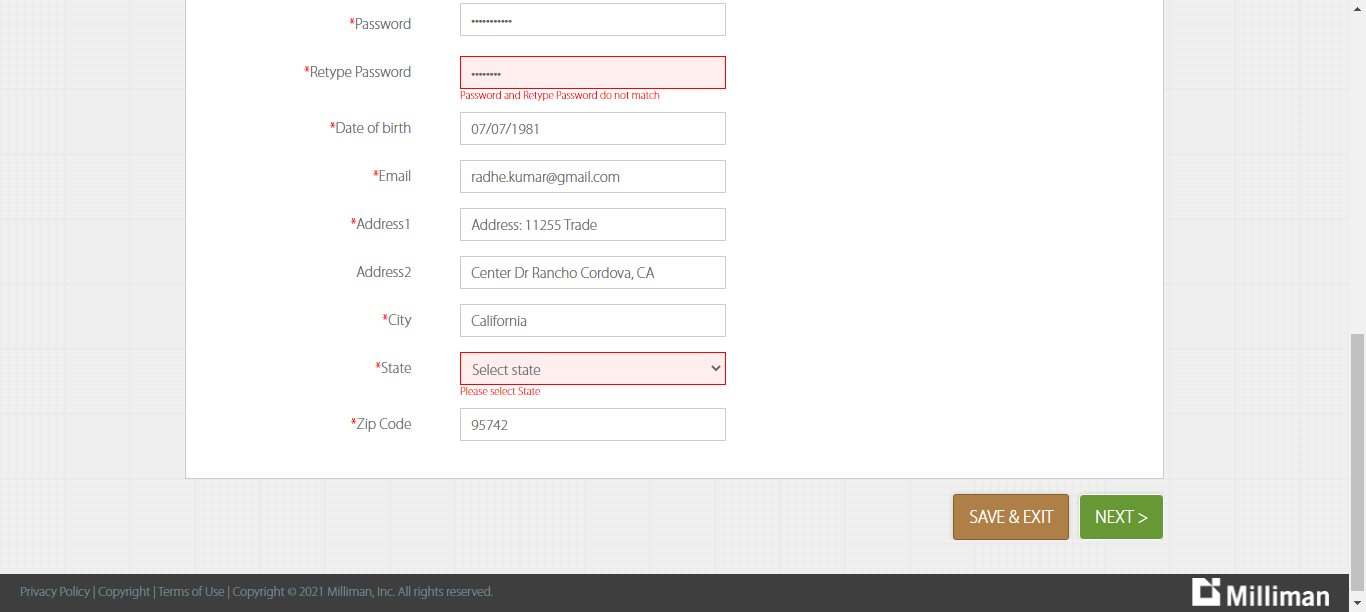 *Password •••••••••••
*Retype Password ••••••••
Password and Retype Password do not match
*Date of birth 07/07/1981
*Email radhe.kumar@gmail.com
*Address1 Address: 11255 Trade
Address2 Center Dr Rancho Cordova, CA
*City California
*State Select state
Please select State
*Zip Code 95742
SAVE & EXIT NEXT >
Privacy Policy | Copyright | Terms of Use | Copyright © 2021 Milliman, Inc. All rights reserved.
Milliman